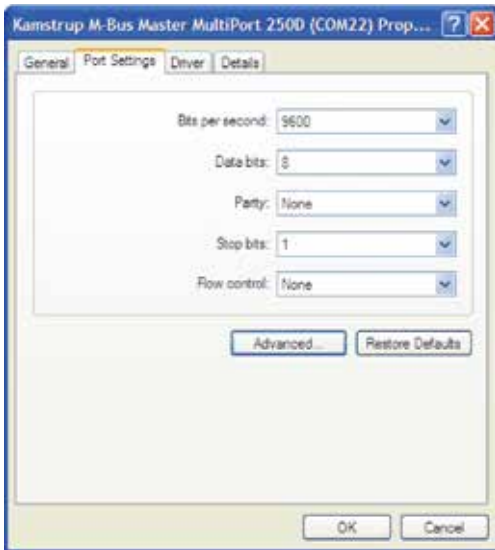 Kamstrup M-Bus Master MultiPort 250D (COM22) Prop...
General Port Settings Driver Details
Bits per second: 9600
Data bits: 8
Parity: None
Stop bits: 1
Flow control: None
Advanced... Restore Defaults
OK Cancel